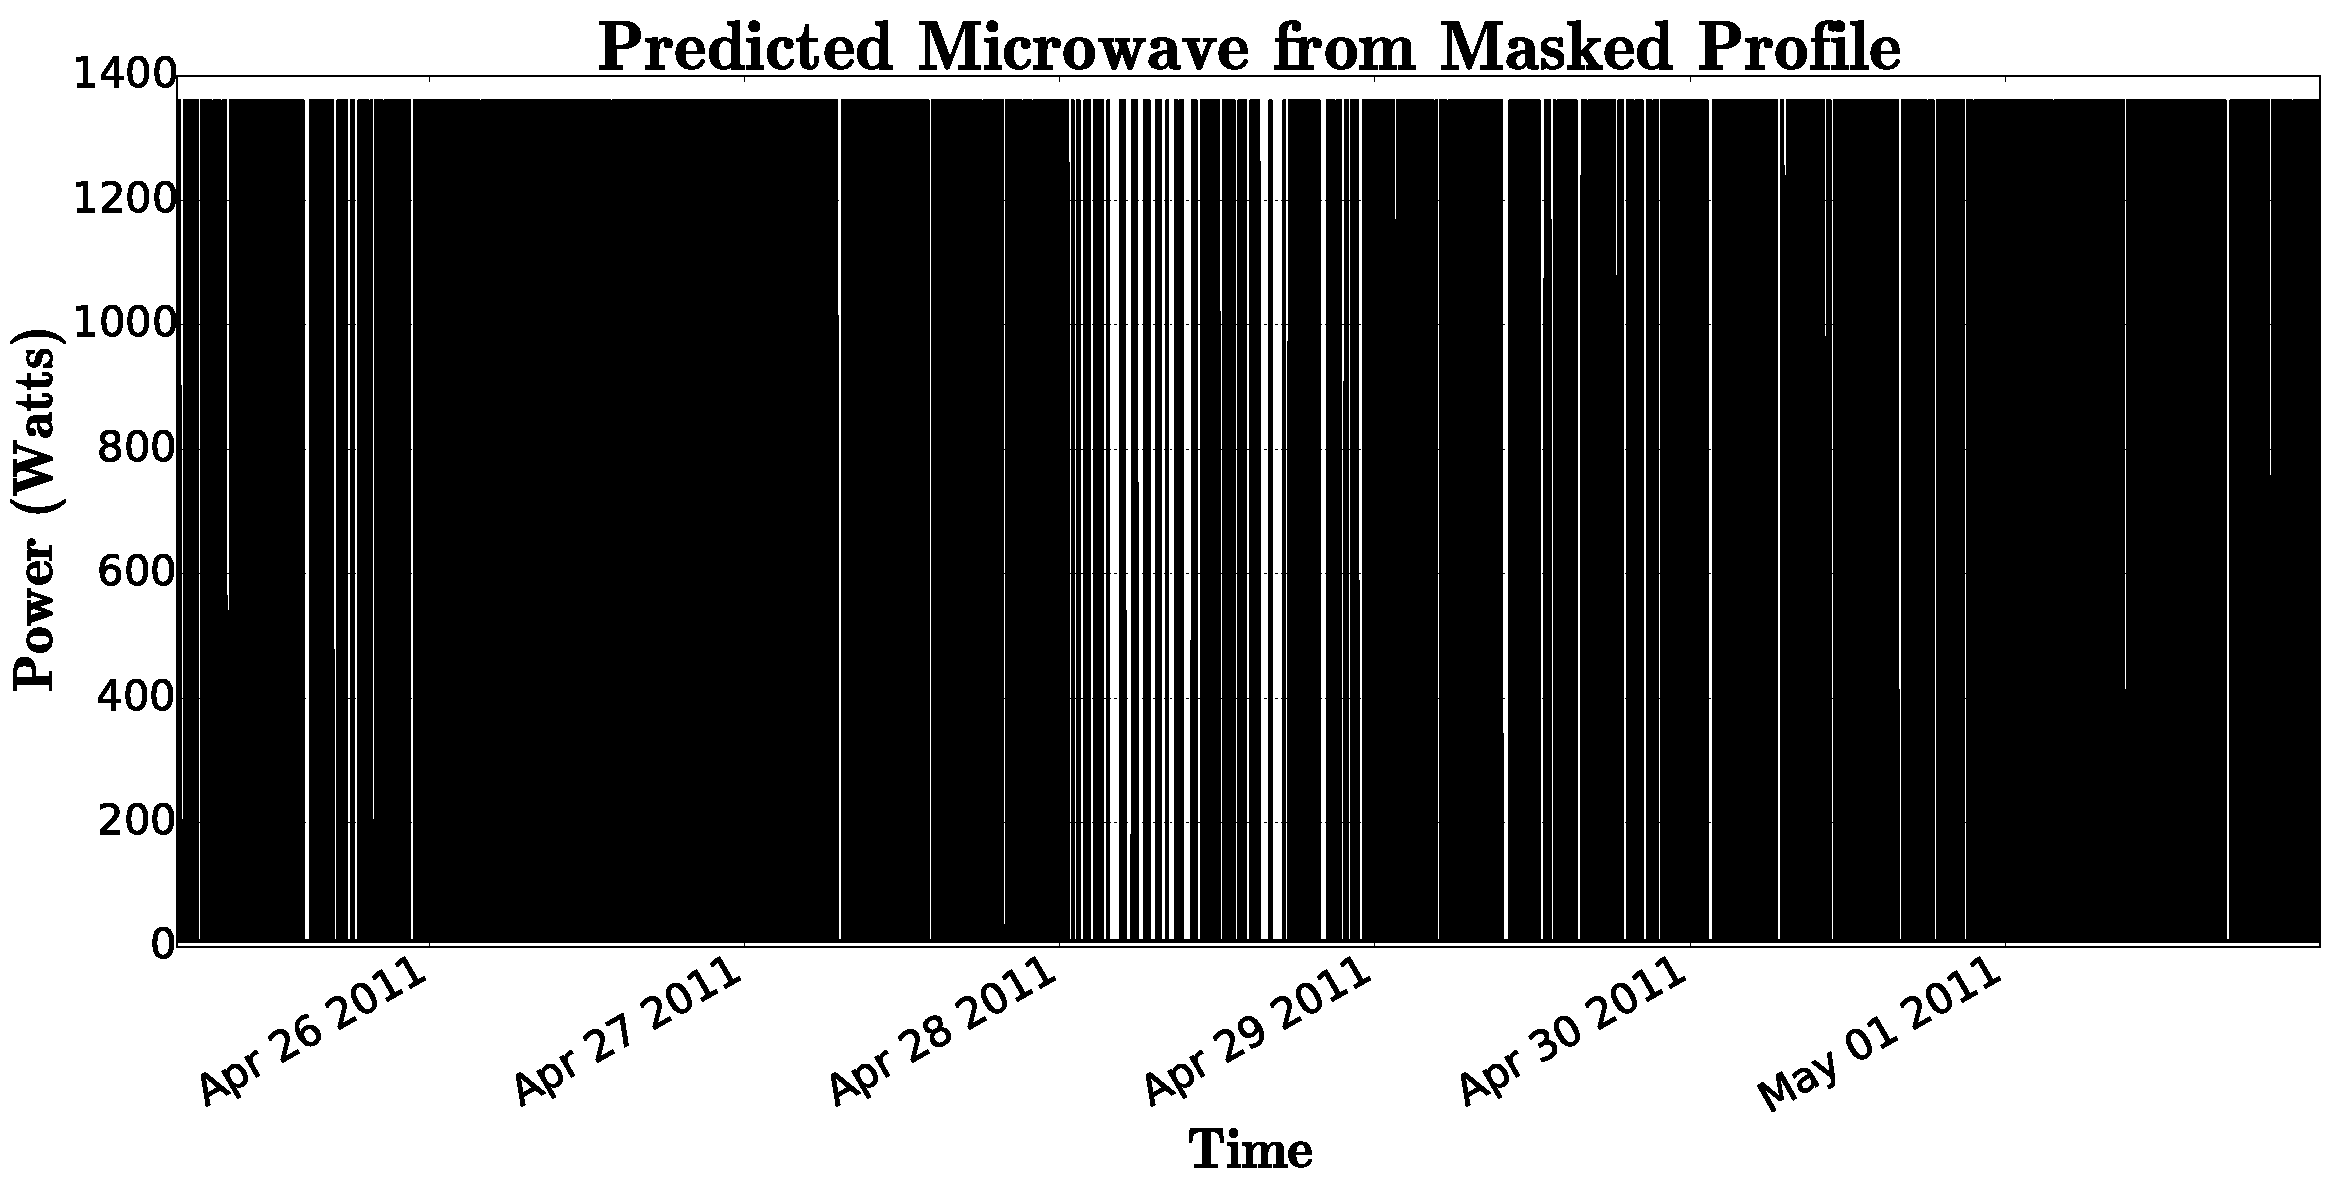 Predicted Microwave from Masked Profile
1400
1200
1000
800
600
400
200
0
Power (Watts)
Apr 26 2011
Apr 27 2011
Apr 28 2011
Apr 29 2011
Apr 30 2011
May 01 2011
Time